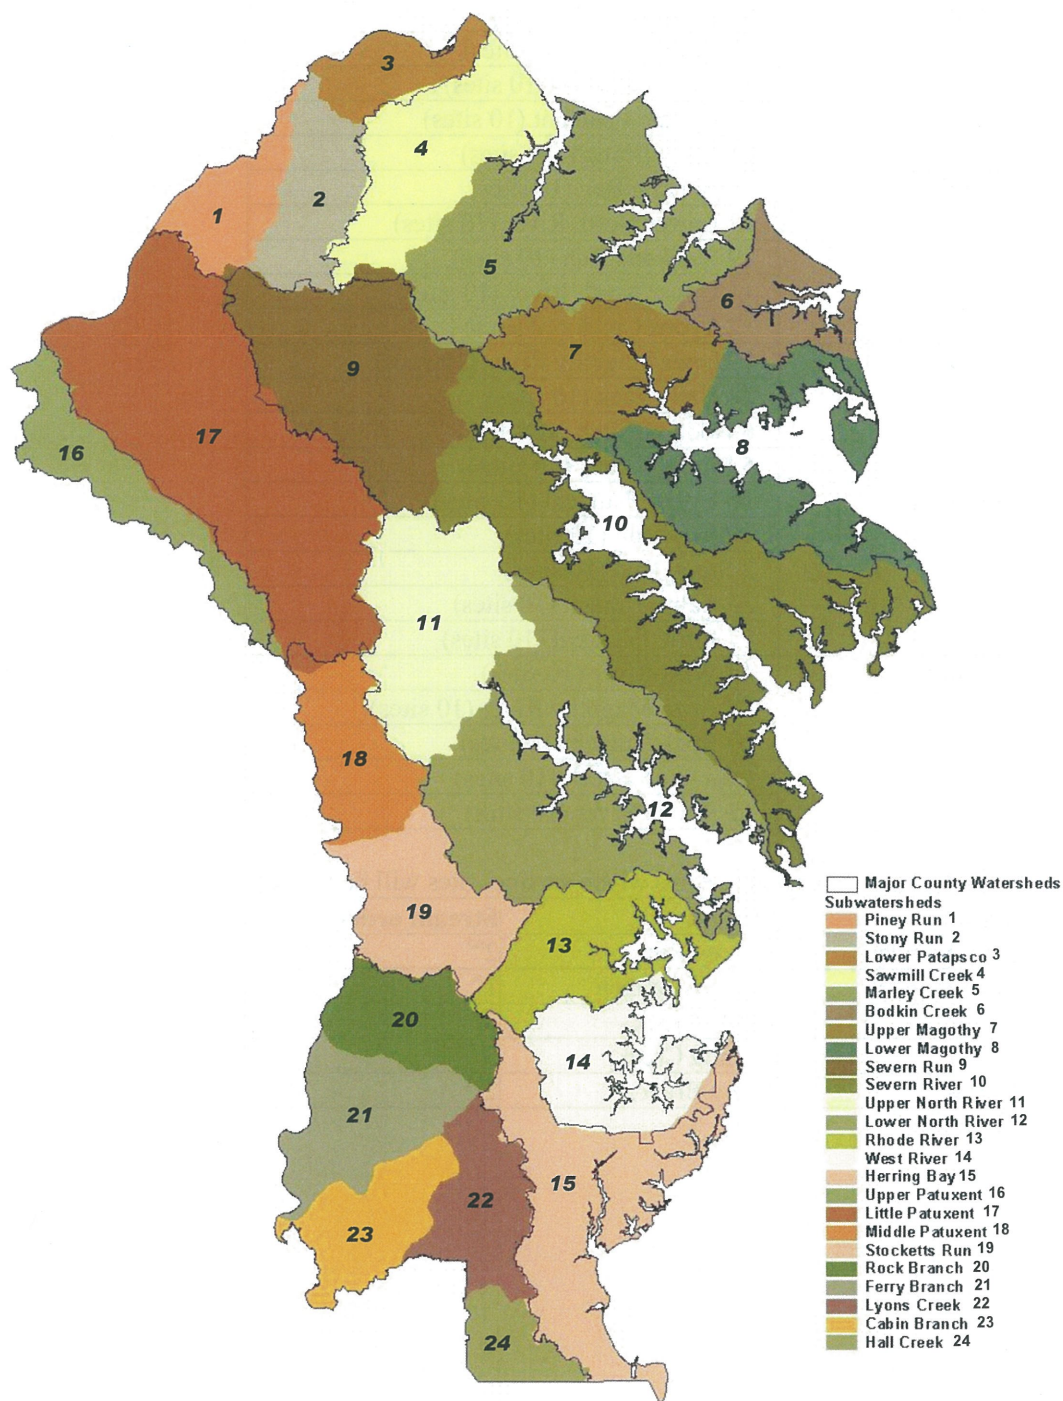 3
4
1
2
5
6
7
9
17
8
16
10
11
18
12
19
13
20
14
21
15
22
23
24
Major County Watersheds
Subwatersheds
Piney Run 1
Stony Run 2
Lower Patapsco 3
Sawmill Creek 4
Marley Creek 5
Bodkin Creek 6
Upper Magothy 7
Lower Magothy 8
Severn Run 9
Severn River 10
Upper North River 11
Lower North River 12
Rhode River 13
West River 14
Herring Bay 15
Upper Patuxent 16
Little Patuxent 17
Middle Patuxent 18
Stocketts Run 19
Rock Branch 20
Ferry Branch 21
Lyons Creek 22
Cabin Branch 23
Hall Creek 24